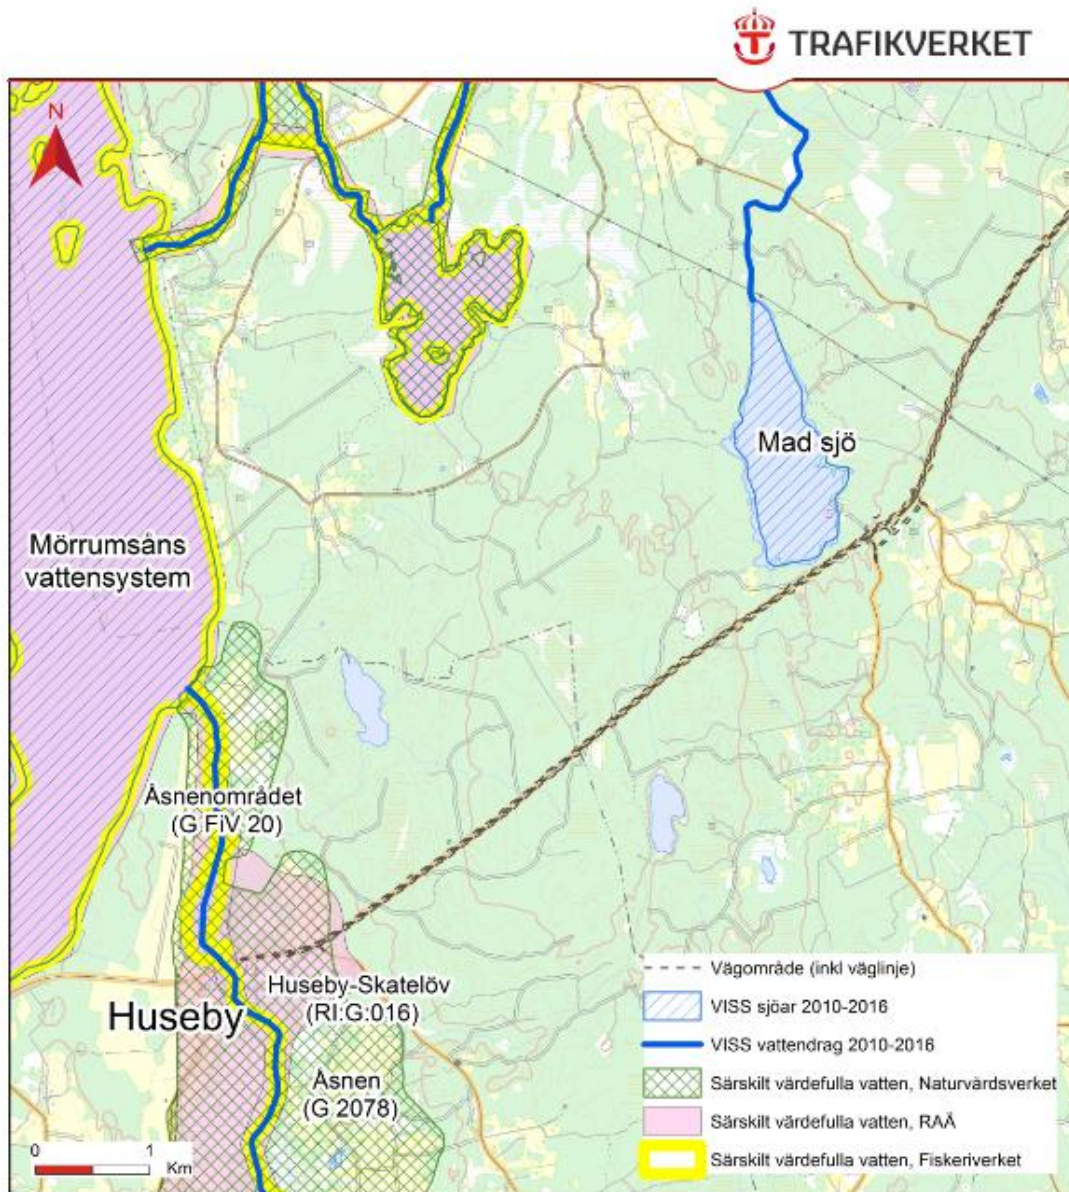 TRAFIKVERKET
N
Mad sjö
Mörrumsåns
vattensystem
Åsnenområdet
(G FiV 20)
Huseby-Skatelöv
(RI:G:016)
Huseby
Åsnen
(G 2078)
Vägområde (inkl väglinje)
VISS sjöar 2010-2016
VISS vattendrag 2010-2016
Särskilt värdefulla vatten, Naturvårdsverket
Särskilt värdefulla vatten, RAÄ
Särskilt värdefulla vatten, Fiskeriverket
0 1
Km